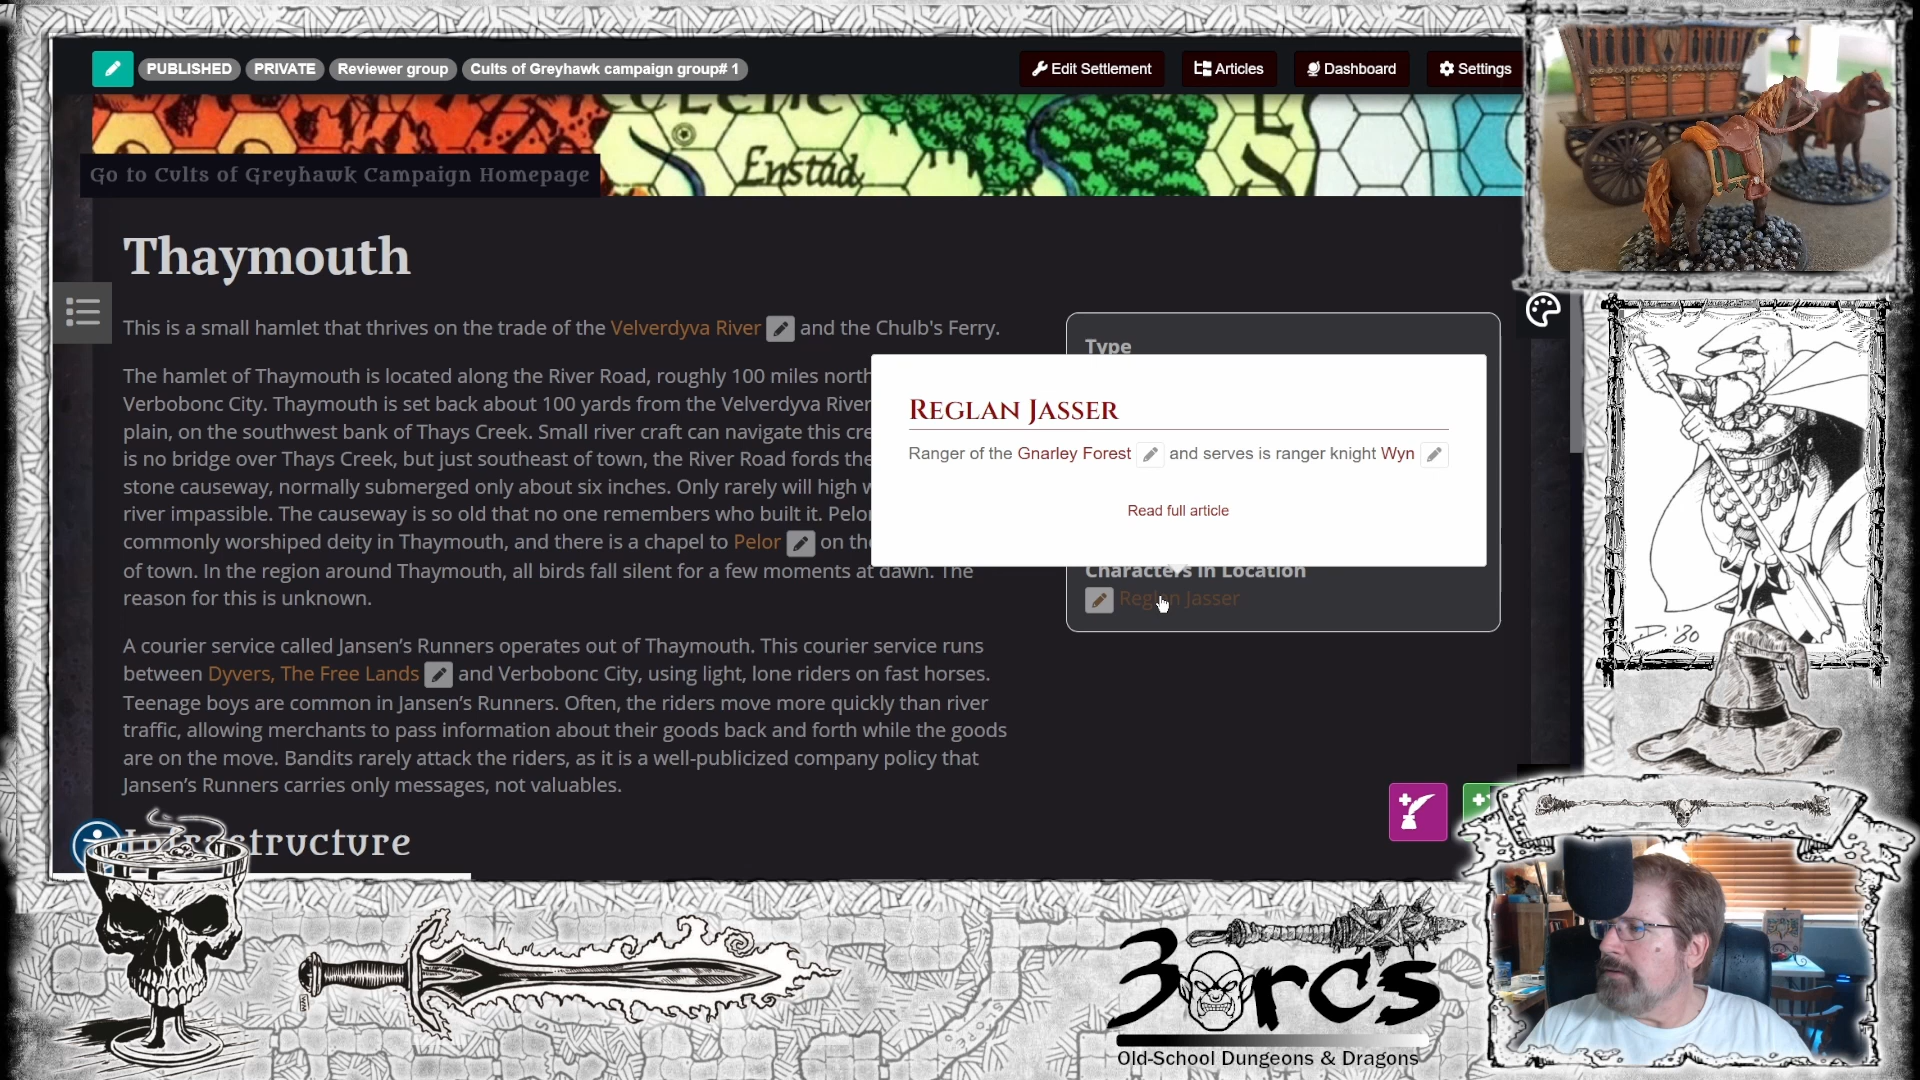 PUBLISHED PRIVATE Reviewer group Cults of Greyhawk campaign group# 1
Edit Settlement Articles Dashboard Settings
Enstad
Go to Cults of Greyhawk Campaign Homepage
Thaymouth
This is a small hamlet that thrives on the trade of the Velverdyva River and the Chulb's Ferry.
The hamlet of Thaymouth is located along the River Road, roughly 100 miles north
Verbobonc City. Thaymouth is set back about 100 yards from the Velverdyva River
plain, on the southwest bank of Thays Creek. Small river craft can navigate this cre
is no bridge over Thays Creek, but just southeast of town, the River Road fords the
stone causeway, normally submerged only about six inches. Only rarely will high w
river impassible. The causeway is so old that no one remembers who built it. Pelo
commonly worshiped deity in Thaymouth, and there is a chapel to Pelor on the
of town. In the region around Thaymouth, all birds fall silent for a few moments at dawn. The
reason for this is unknown.
A courier service called Jansen’s Runners operates out of Thaymouth. This courier service runs
between Dyvers, The Free Lands and Verbobonc City, using light, lone riders on fast horses.
Teenage boys are common in Jansen’s Runners. Often, the riders move more quickly than river
traffic, allowing merchants to pass information about their goods back and forth while the goods
are on the move. Bandits rarely attack the riders, as it is a well-publicized company policy that
Jansen’s Runners carries only messages, not valuables.
Infrastructure
Type
Reglan Jasser
Ranger of the Gnarley Forest and serves is ranger knight Wyn
Read full article
Characters in Location
Reglan Jasser
D. '80
3 orcs
Old-School Dungeons & Dragons